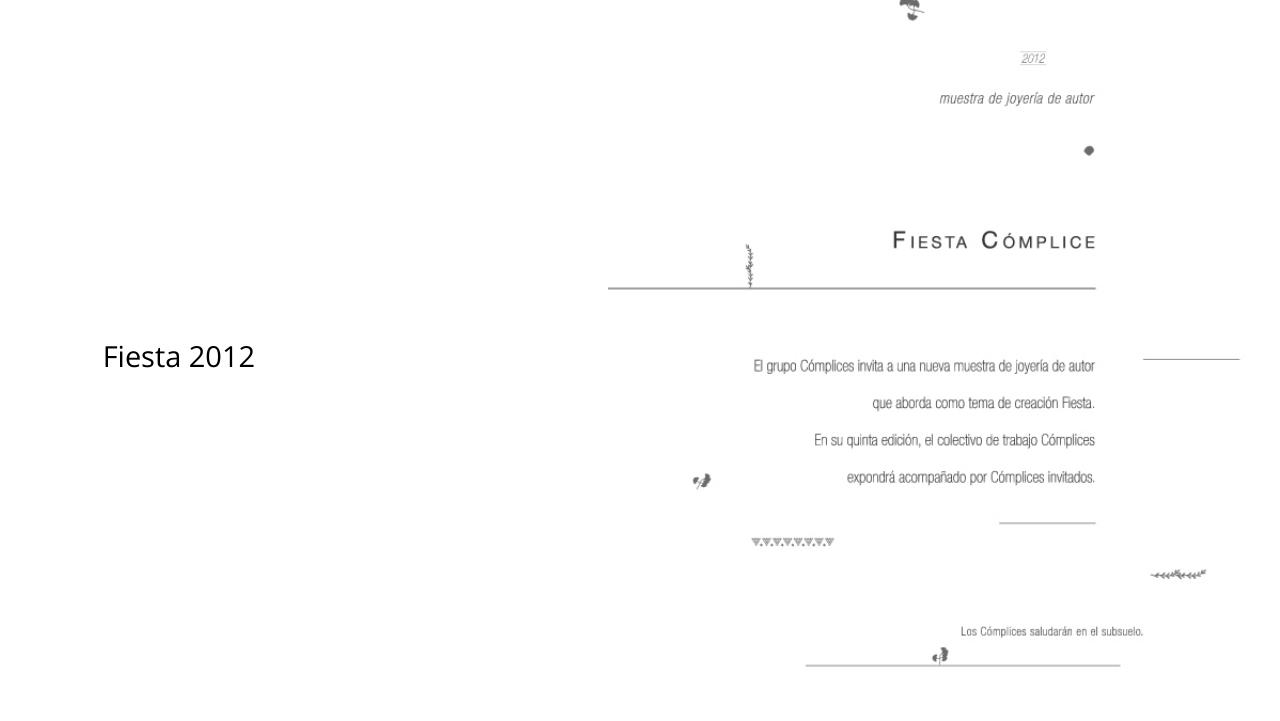 Fiesta 2012
2012
muestra de joyería de autor
FIESTA CÓMPLICE
El grupo Cómplices invita a una nueva muestra de joyería de autor
que aborda como tema de creación Fiesta.
En su quinta edición, el colectivo de trabajo Cómplices
expondrá acompañado por Cómplices invitados.
Los Cómplices saludarán en el subsuelo.